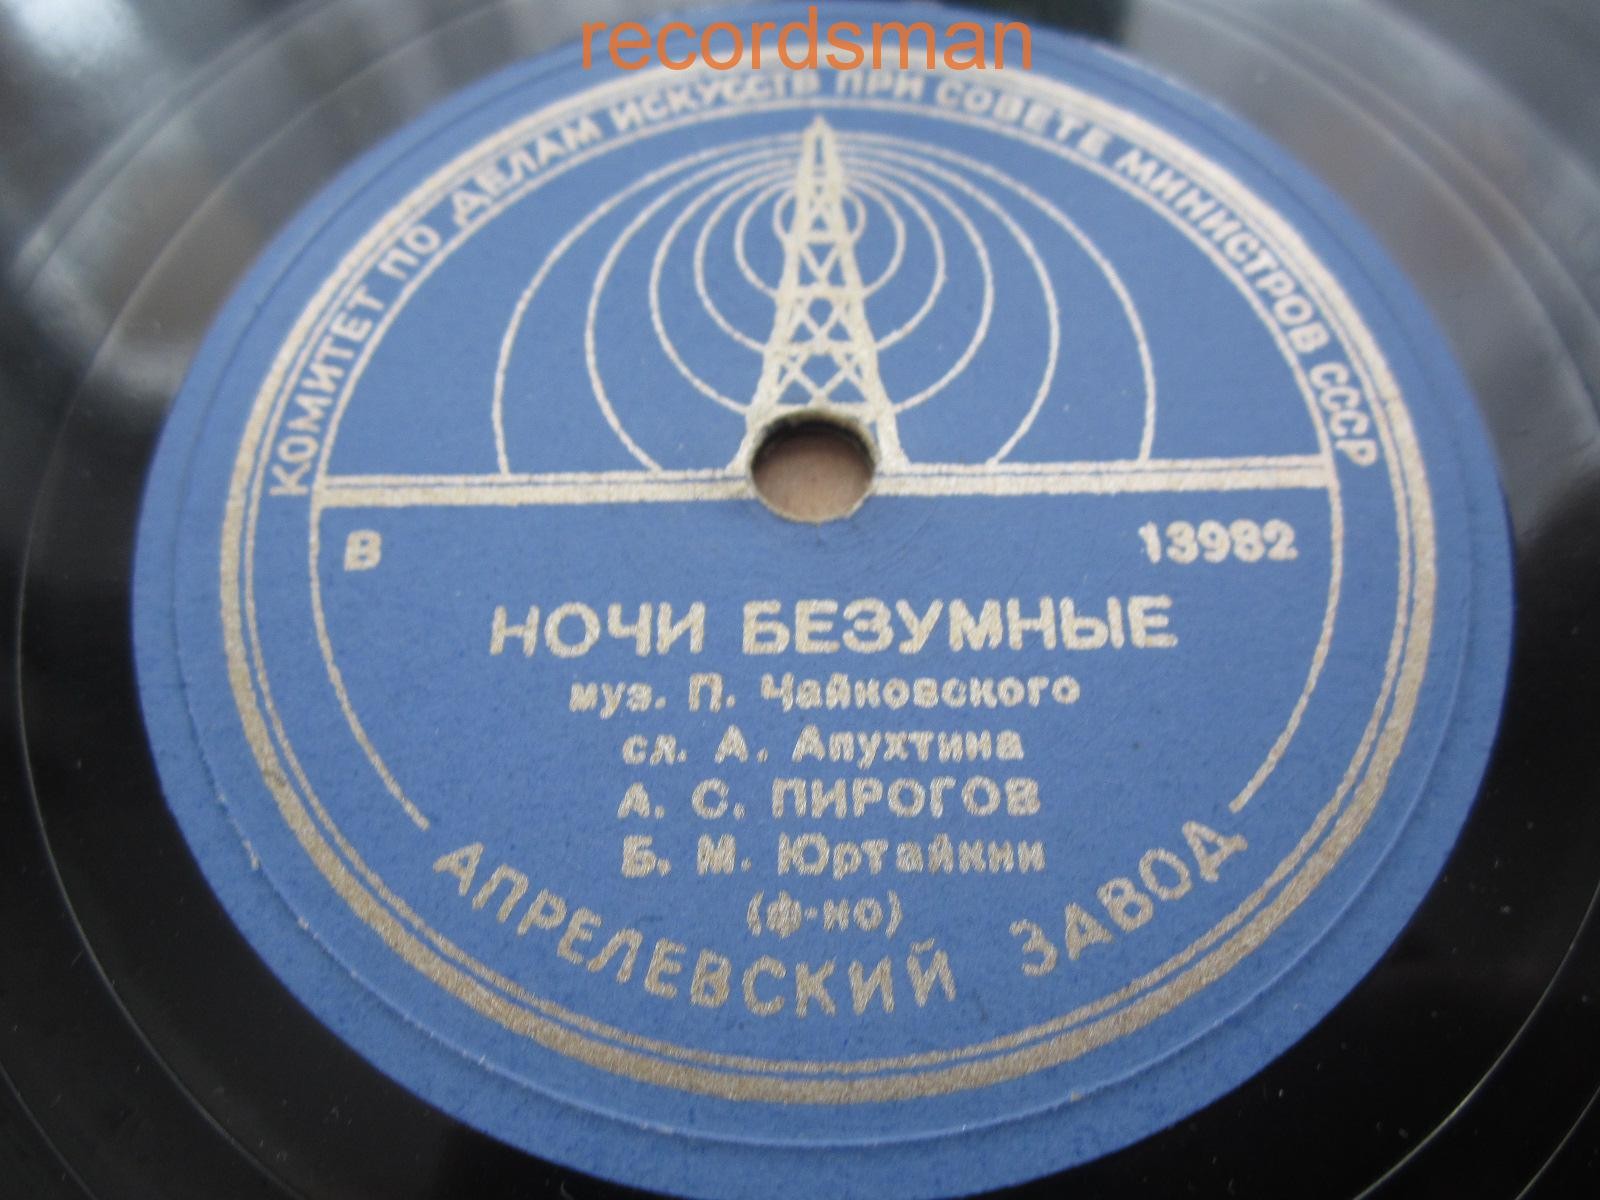 recordsman
КОМИТЕТ ПО ДЕЛАМ ИСКУССТВ ПРИ СОВЕТЕ МИНИСТРОВ СССР
В 13982
НОЧИ БЕЗУМНЫЕ
муз. П. Чайковского
сл. А. Апухтина
А. С. ПИРОГОВ
Б. М. Юртайкин
(ф-но)
АПРЕЛЕВСКИЙ ЗАВОД